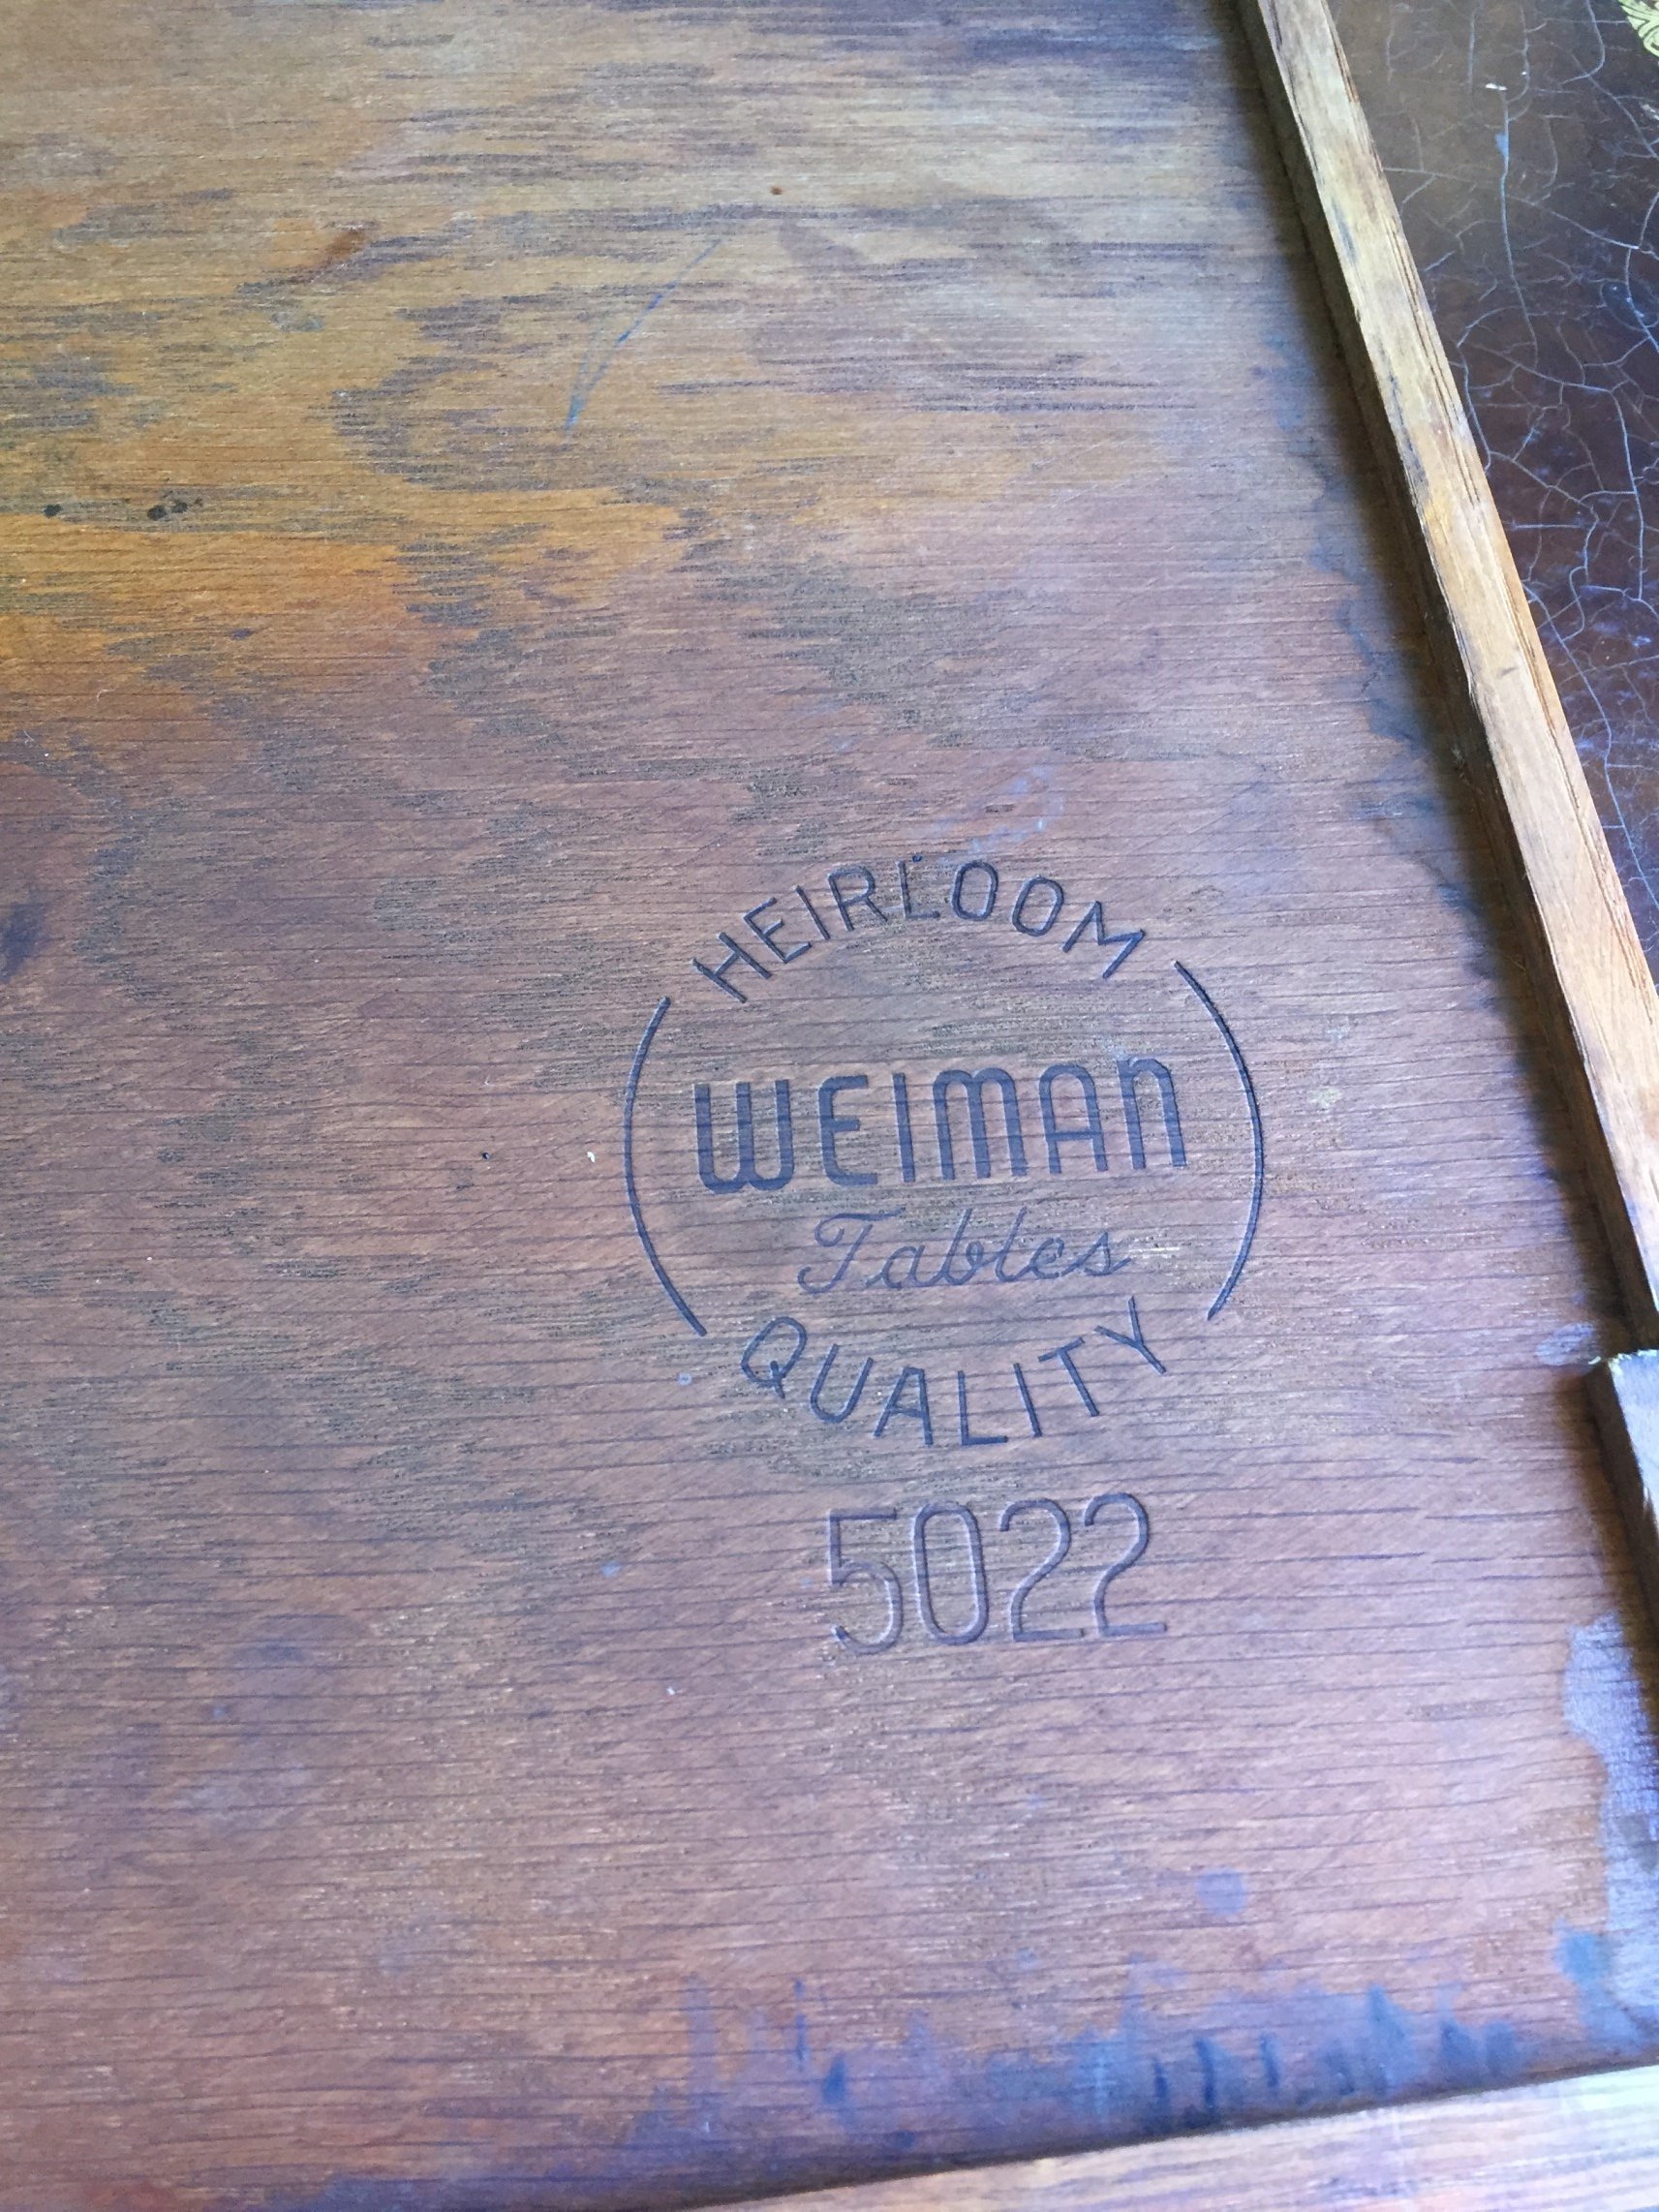 HEIRLOOM
WEIMAN
Tables
QUALITY
5022